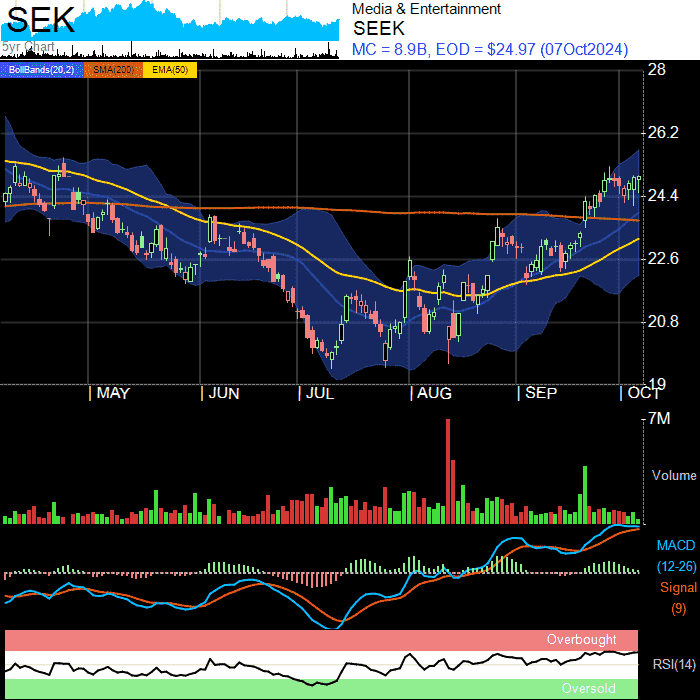 SEK
5yr Chart
Media & Entertainment
SEEK
MC = 8.9B, EOD = $24.97 (07Oct2024)
BollBands(20,2) SMA(200) EMA(50)
28
26.2
24.4
22.6
20.8
19
MAY JUN JUL AUG SEP OCT
7M
Volume
MACD
(12-26)
Signal
(9)
Overbought
RSI(14)
Oversold